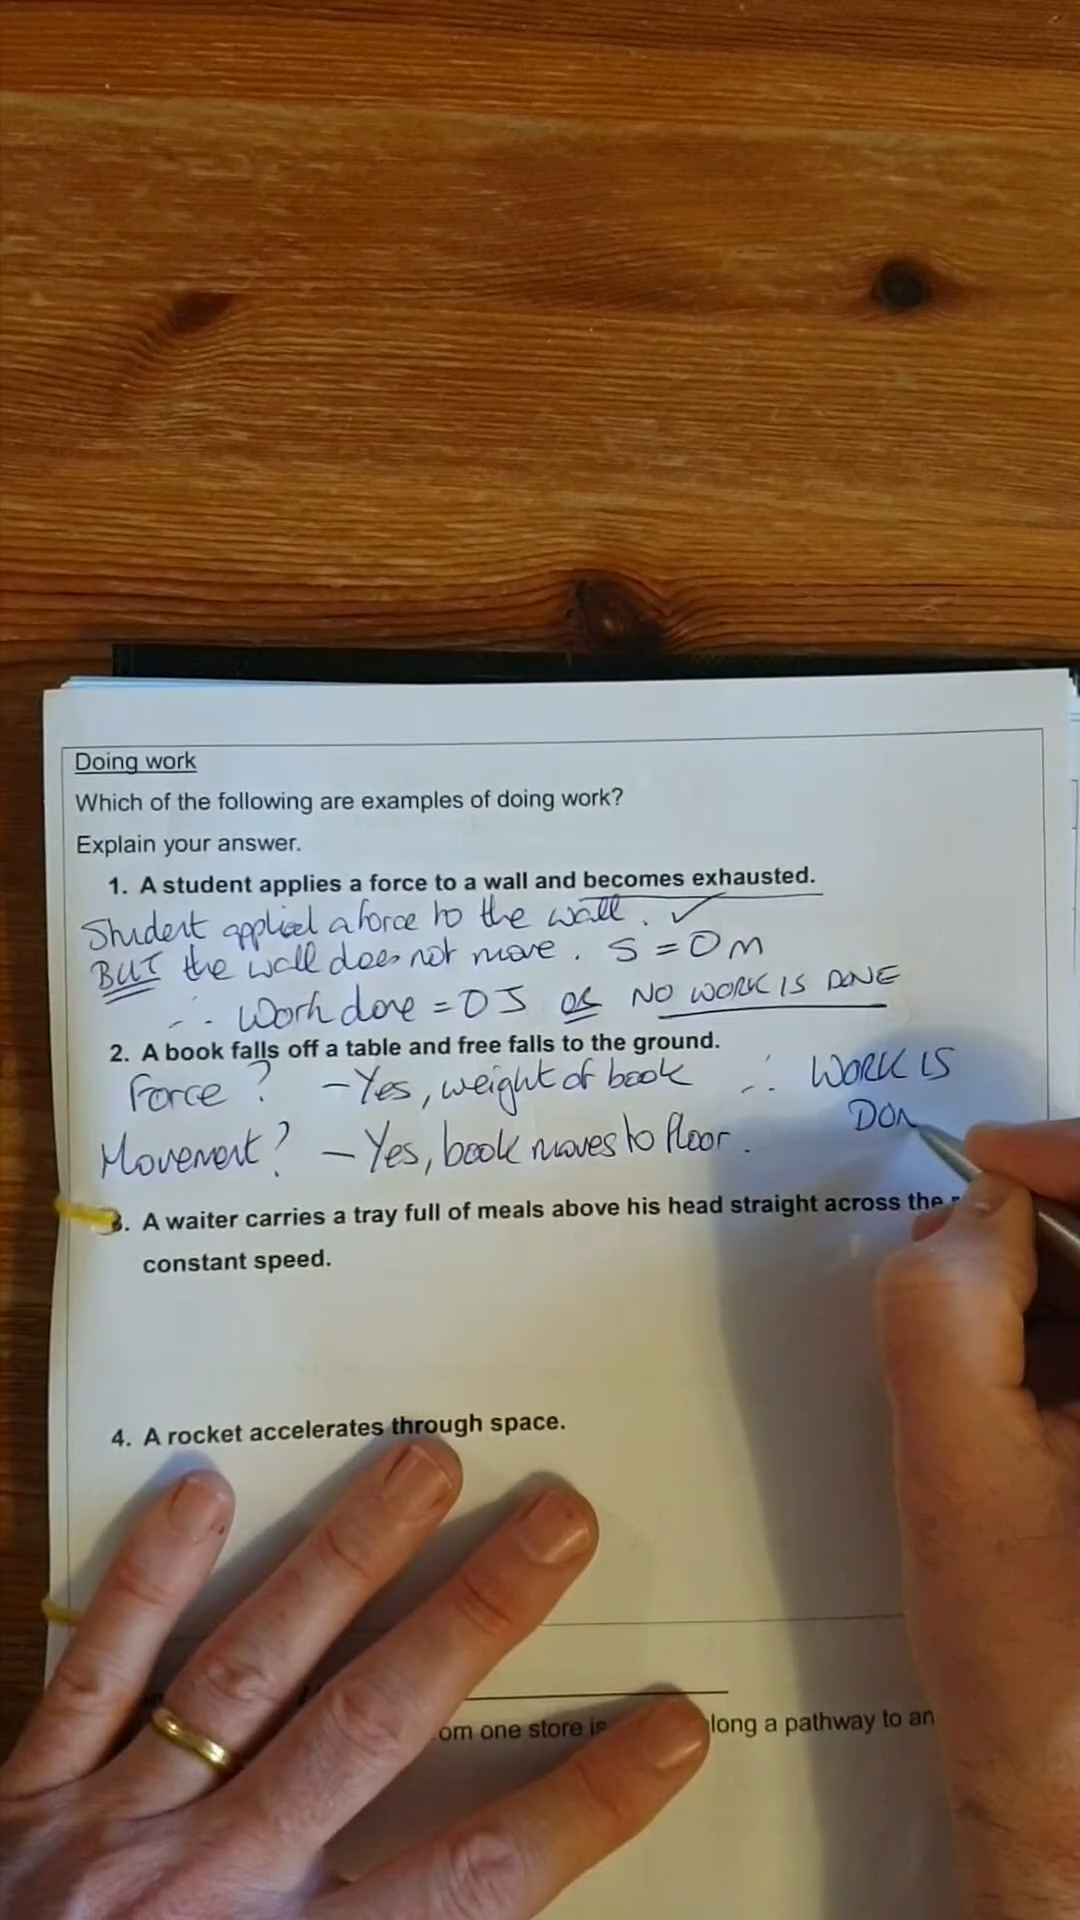 Doing work
Which of the following are examples of doing work?
Explain your answer.
1. A student applies a force to a wall and becomes exhausted.
Student applied a force to the wall. ✓
BUT the wall does not move. S = 0 m
∴ Work done = 0 J or NO WORK IS DONE
2. A book falls off a table and free falls to the ground.
Force? – Yes, weight of book ∴ WORK IS
DON
Movement? – Yes, book moves to floor.
3. A waiter carries a tray full of meals above his head straight across the
constant speed.
4. A rocket accelerates through space.
om one store is long a pathway to an